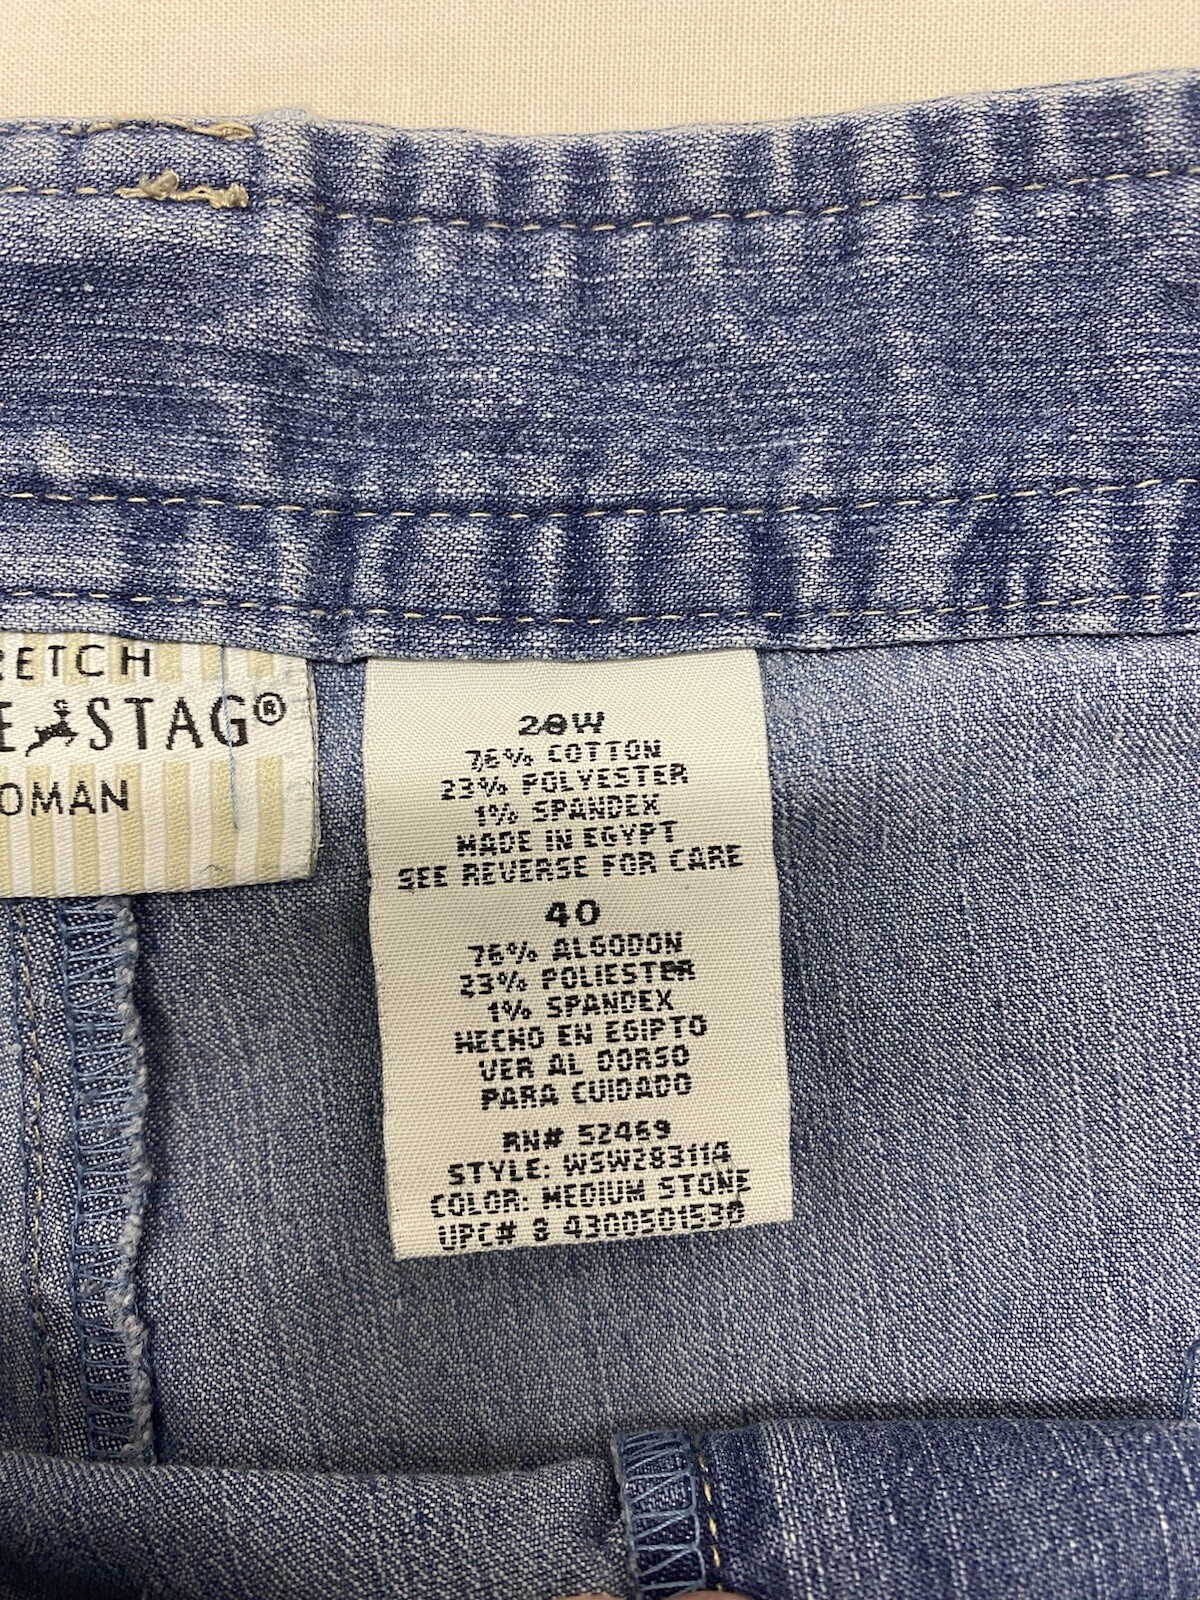 RETCH
E STAG®
OMAN
20W
76% COTTON
23% POLYESTER
1% SPANDEX
MADE IN EGYPT
SEE REVERSE FOR CARE
40
76% ALGODON
23% POLIESTER
1% SPANDEX
HECHO EN EGIPTO
VER AL DORSO
PARA CUIDADO
RN# 52469
STYLE: WSW283114
COLOR: MEDIUM STONE
UPC# 8 4300501530